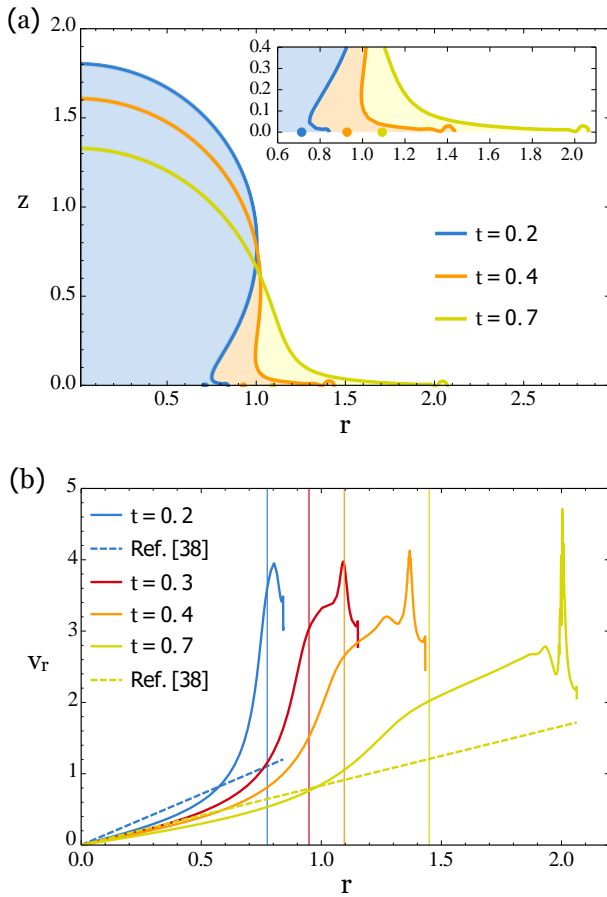 (a)
2.0
1.5
z
1.0
0.5
0.0
0.5 1.0 1.5 2.0 2.5
r
0.4
0.3
0.2
0.1
0.0
0.6 0.8 1.0 1.2 1.4 1.6 1.8 2.0
t = 0.2
t = 0.4
t = 0.7
(b)
5
4
3
v_r
2
1
0
0.0 0.5 1.0 1.5 2.0
r
t = 0.2
Ref. [38]
t = 0.3
t = 0.4
t = 0.7
Ref. [38]